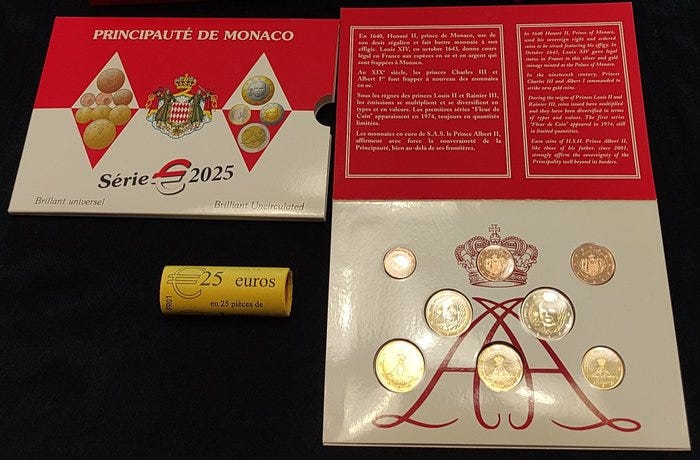 PRINCIPAUTÉ DE MONACO
Série € 2025
Brillant universel
Brilliant Uncirculated
25 euros
en 25 pièces de
FR01
En 1640, Honoré II, prince de Monaco, use de
son droit régalien et fait battre monnaie à son
effigie. Louis XIV, en octobre 1643, donne cours
légal en France aux espèces en or et en argent qui
sont frappées à Monaco.
Au XIXe siècle, les princes Charles III et
Albert Ier font frapper à nouveau des monnaies
en or.
Sous les règnes des princes Louis II et Rainier III,
les émissions se multiplient et se diversifient en
types et en valeurs. Les premières séries "Fleur
de Coin" apparaissent en 1974, toujours en quantités
limitées.
Les monnaies en euro de S.A.S. le Prince Albert II,
affirment avec force la souveraineté de la
Principauté, bien au-delà de ses frontières.
In 1640 Honoré II, Prince of Monaco,
used his sovereign right and ordered
coins to be struck featuring his effigy. In
October 1643, Louis XIV gave legal
status in France to this silver and gold
coinage minted at the Palace of Monaco.
In the nineteenth century, Princes
Charles III and Albert I commanded to
strike new gold coins.
During the reigns of Princes Louis II and
Rainier III, coins issued have multiplied
and they have been diversified in terms
of types and values. The first series
"Fleur de Coin" appeared in 1974, still
in limited quantities.
Euro coins of H.S.H. Prince Albert II,
like those of his father, since 2001,
strongly affirm the sovereignty of the
Principality well beyond its borders.